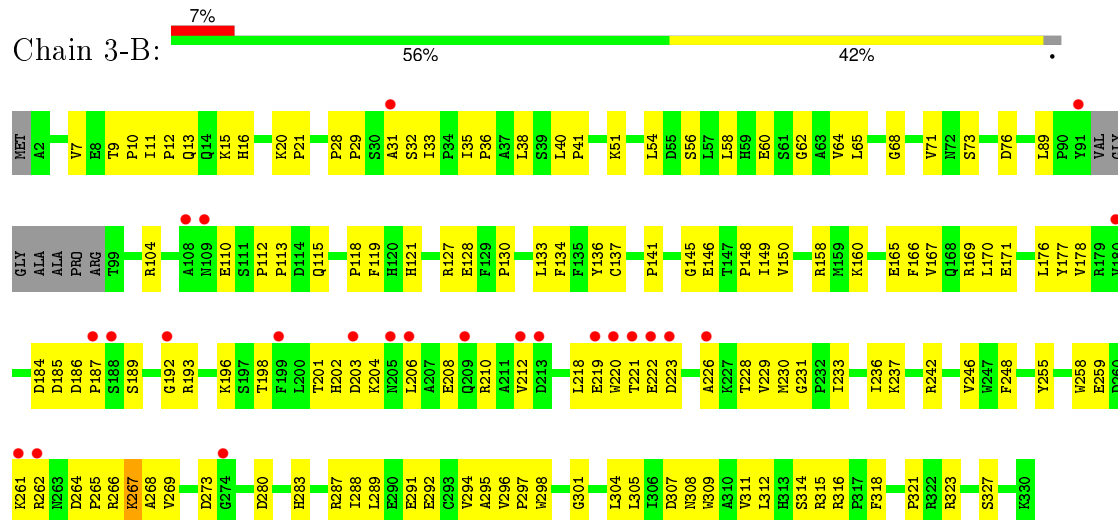 7%
Chain 3-B:
56% 42% •
MET A2 V7 E8 T9 P10 I11 P12 Q13 Q14 K15 H16 K20 P21 P28 P29 S30 A31 S32 I33 P34 I35 P36 A37 L38 S39 L40 P41 K51 L54 D55 S56 L57 L58 H59 E60 S61 G62 A63 V64 L65 G68 V71 N72 S73 D76 L89 P90 Y91 VAL GLY
GLY ALA ALA PRO ARG T99 R104 A108 N109 E110 S111 P112 P113 D114 Q115 P118 F119 H120 H121 R127 E128 F129 P130 L133 F134 F135 Y136 C137 P141 G145 E146 T147 P148 I149 V150 R158 M159 K160 E165 F166 V167 Q168 R169 L170 E171 L176 Y177 V178 R179
D184 D185 D186 P187 S188 S189 G192 R193 K196 S197 T198 F199 L200 T201 H202 D203 K204 N205 L206 A207 E208 Q209 R210 A211 V212 D213 L218 E219 W220 T221 E222 D223 A226 K227 T228 V229 M230 G231 P232 I233 I236 K237 R242 V246 W247 F248 Y255 W258 E259
K261 R262 N263 D264 P265 R266 K267 A268 V269 D273 G274 D280 H283 R287 I288 L289 E290 E291 E292 C293 V294 A295 V296 P297 W298 G301 L304 L305 I306 D307 N308 W309 A310 V311 L312 H313 S314 R315 R316 P317 F318 P321 R322 R323 S327 K330